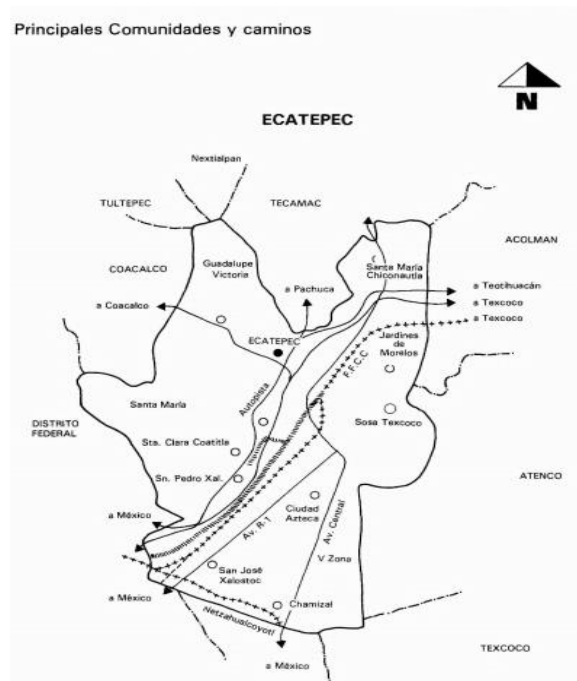 Principales Comunidades y caminos
N
ECATEPEC
Nextlalpan
TULTEPEC
TECAMAC
ACOLMAN
COACALCO
Guadalupe
Victoria
Santa María
Chiconautla
a Pachuca
a Teotihuacán
a Coacalco
a Texcoco
a Texcoco
ECATEPEC
Jardines
de
Morelos
F.F.C.C
Autopista
Santa María
DISTRITO
FEDERAL
Sosa Texcoco
Sta. Clara Coatitla
Sn. Pedro Xal.
ATENCO
Ciudad
Azteca
a México
Av. R-1
Av. Central
V Zona
San José
Xalostoc
a México
Chamizal
Netzahualcoyotl
TEXCOCO
a México